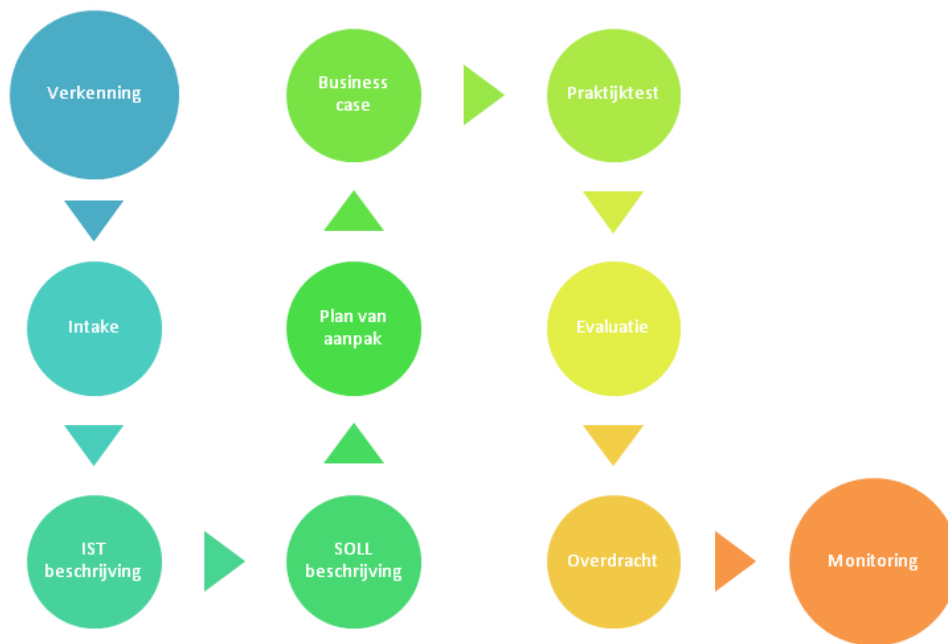 Verkenning
Intake
IST
beschrijving
SOLL
beschrijving
Plan van
aanpak
Business
case
Praktijktest
Evaluatie
Overdracht
Monitoring